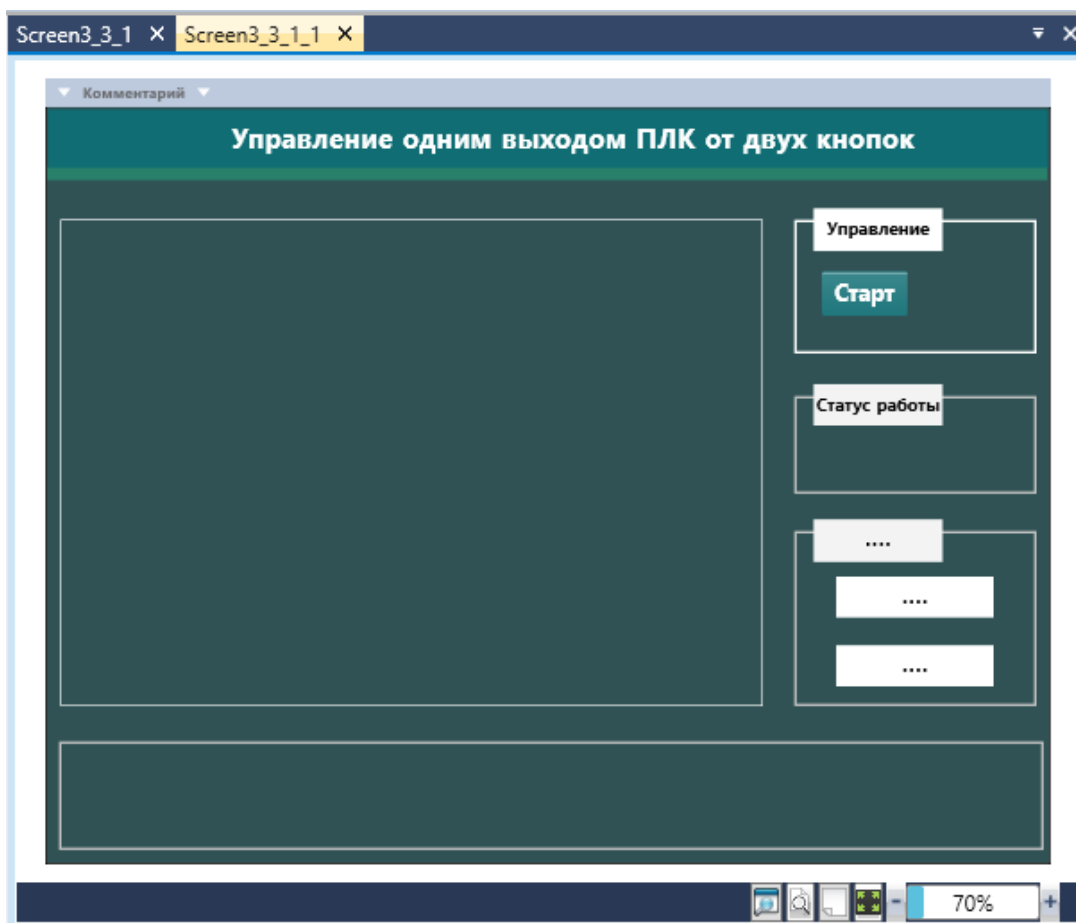 Screen3_3_1 Screen3_3_1_1
Комментарий
Управление одним выходом ПЛК от двух кнопок
Управление
Старт
Статус работы
....
....
....
- 70% +